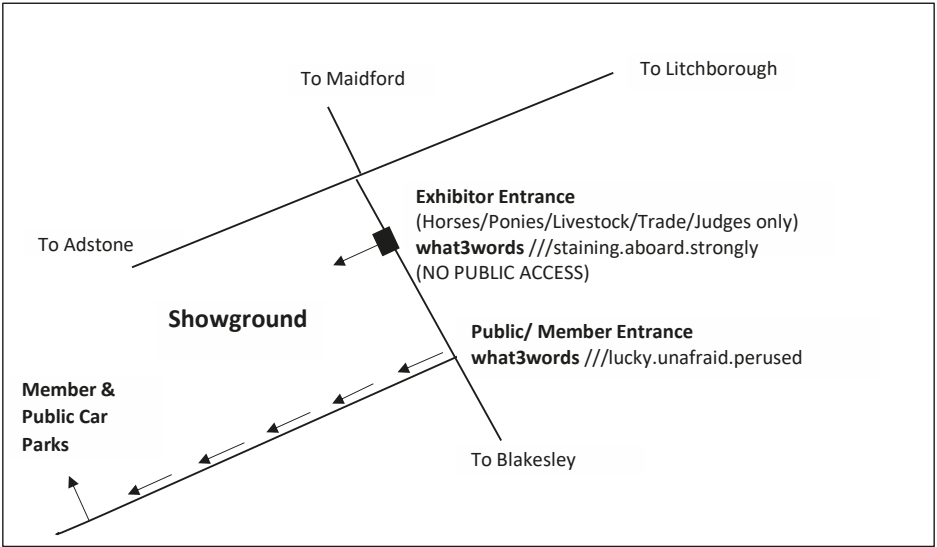 To Maidford
To Litchborough
Exhibitor Entrance
(Horses/Ponies/Livestock/Trade/Judges only)
what3words ///staining.aboard.strongly
(NO PUBLIC ACCESS)
To Adstone
Showground
Public/ Member Entrance
what3words ///lucky.unafraid.perused
Member &
Public Car
Parks
To Blakesley